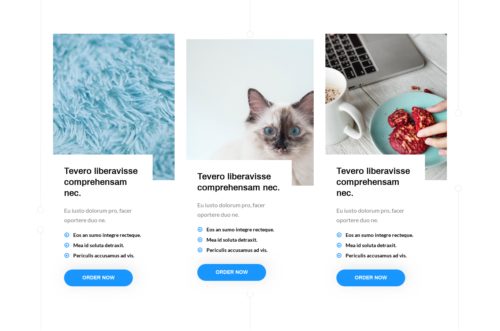 Tevero liberavisse
comprehensam
nec.
Eu iusto dolorum pro, facer
oportere duo ne.
Eos an sumo integre recteque.
Mea id soluta detraxit.
Periculis accusamus ad vis.
ORDER NOW
Tevero liberavisse
comprehensam nec.
Eu iusto dolorum pro, facer
oportere duo ne.
Eos an sumo integre recteque.
Mea id soluta detraxit.
Periculis accusamus ad vis.
ORDER NOW
Tevero liberavisse
comprehensam
nec.
Eu iusto dolorum pro, facer
oportere duo ne.
Eos an sumo integre recteque.
Mea id soluta detraxit.
Periculis accusamus ad vis.
ORDER NOW